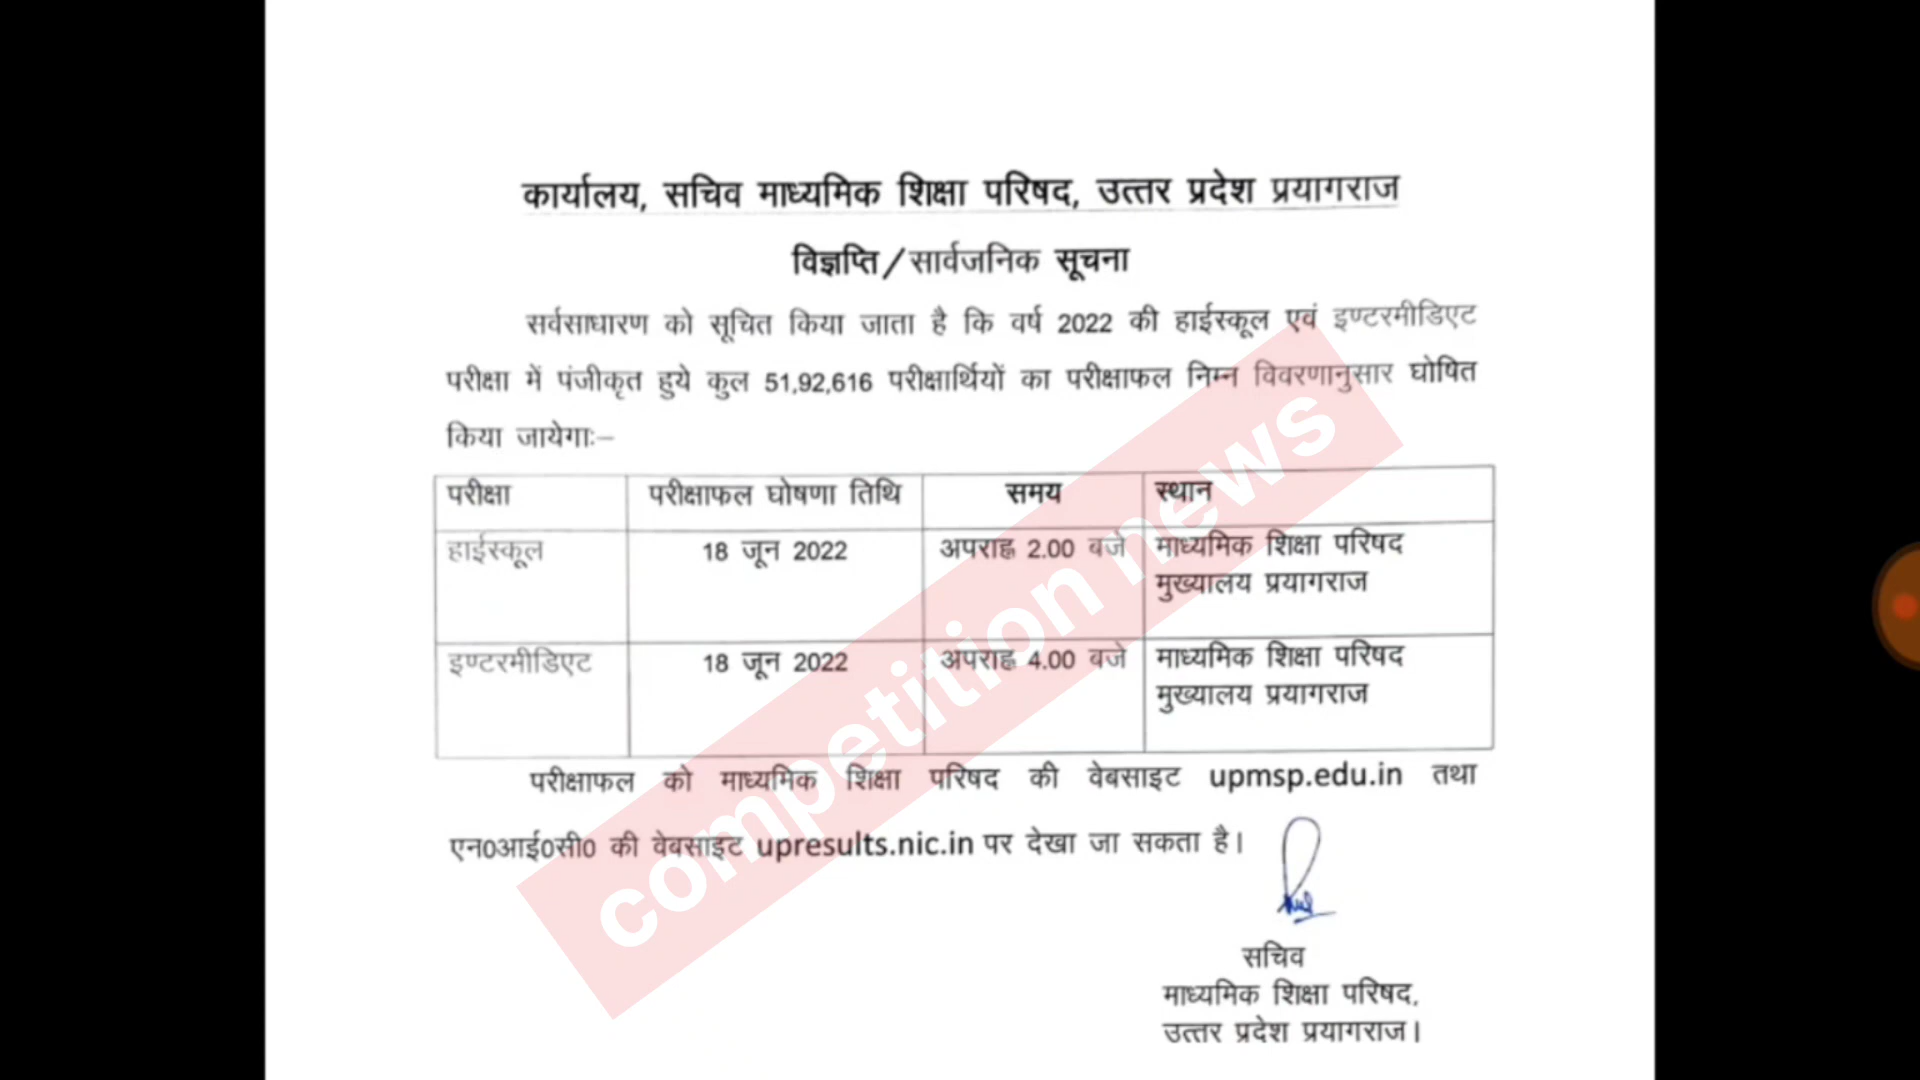 कार्यालय, सचिव माध्यमिक शिक्षा परिषद, उत्तर प्रदेश प्रयागराज
विज्ञप्ति/सार्वजनिक सूचना
सर्वसाधारण को सूचित किया जाता है कि वर्ष 2022 की हाईस्कूल एवं इण्टरमीडिएट
परीक्षा में पंजीकृत हुये कुल 51,92,616 परीक्षार्थियों का परीक्षाफल निम्न विवरणानुसार घोषित
किया जायेगाः–
परीक्षा परीक्षाफल घोषणा तिथि समय स्थान
हाईस्कूल 18 जून 2022 अपराह्न 2.00 बजे माध्यमिक शिक्षा परिषद
मुख्यालय प्रयागराज
इण्टरमीडिएट 18 जून 2022 अपराह्न 4.00 बजे माध्यमिक शिक्षा परिषद
मुख्यालय प्रयागराज
परीक्षाफल को माध्यमिक शिक्षा परिषद की वेबसाइट upmsp.edu.in तथा
एन0आई0सी0 की वेबसाइट upresults.nic.in पर देखा जा सकता है।
सचिव
माध्यमिक शिक्षा परिषद,
उत्तर प्रदेश प्रयागराज।
competition news